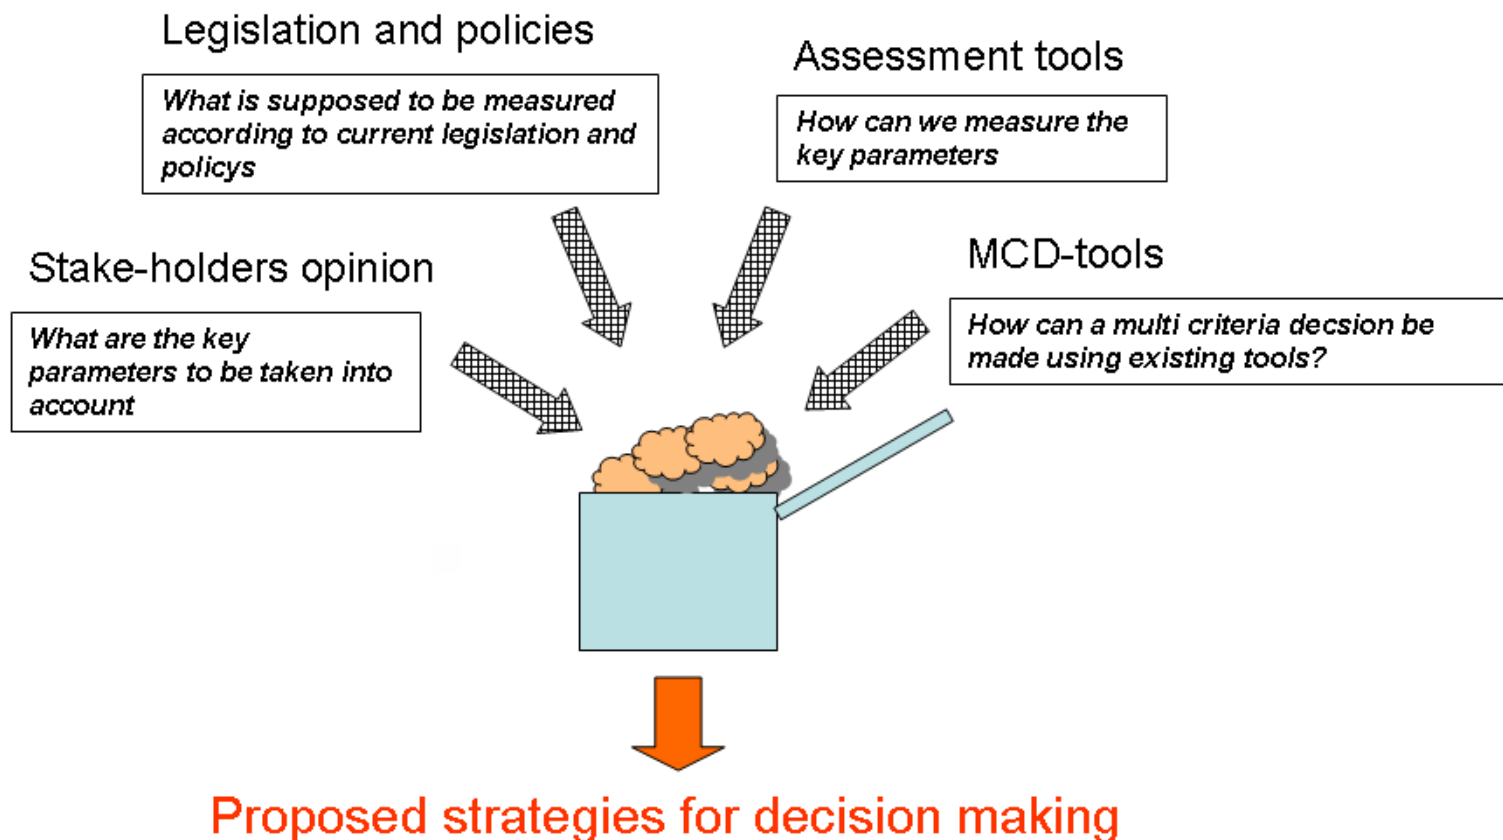 Legislation and policies
What is supposed to be measured
according to current legislation and
policys
Assessment tools
How can we measure the
key parameters
Stake-holders opinion
What are the key
parameters to be taken into
account
MCD-tools
How can a multi criteria decsion be
made using existing tools?
Proposed strategies for decision making